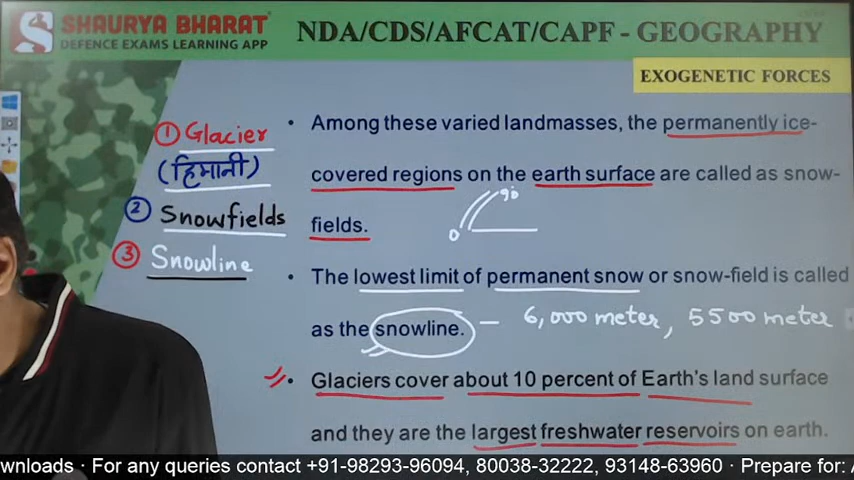 SHAURYA BHARAT
DEFENCE EXAMS LEARNING APP
NDA/CDS/AFCAT/CAPF - GEOGRAPHY
EXOGENETIC FORCES
① Glacier
(हिमानी)
② Snowfields
③ Snowline
• Among these varied landmasses, the permanently ice-
covered regions on the earth surface are called as snow-
fields.
0 90
• The lowest limit of permanent snow or snow-field is called
as the snowline. - 6,000 meter, 5500 meter
• Glaciers cover about 10 percent of Earth's land surface
and they are the largest freshwater reservoirs on earth.
wnloads · For any queries contact +91-98293-96094, 80038-32222, 93148-63960 · Prepare for: A